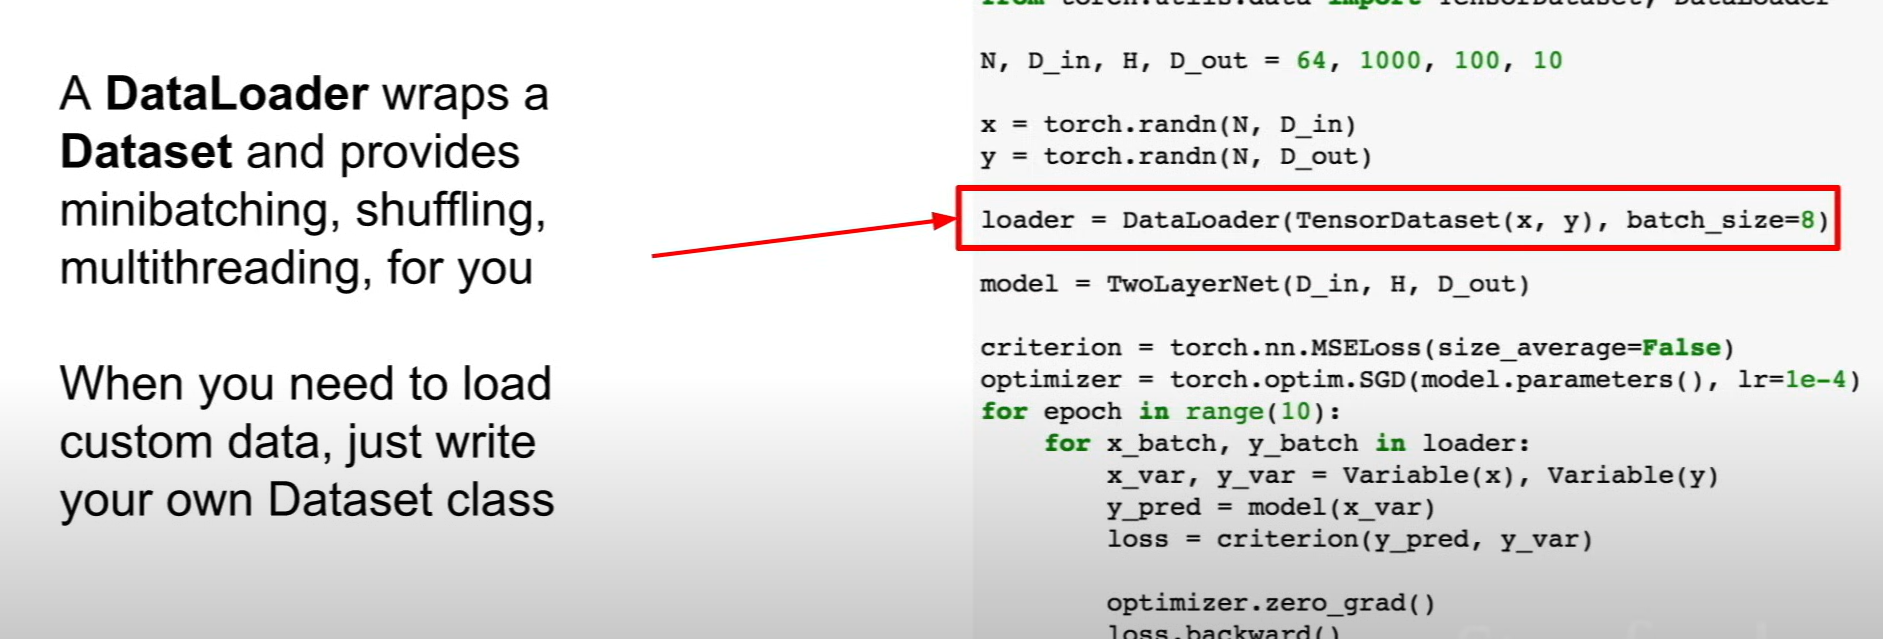 A DataLoader wraps a
Dataset and provides
minibatching, shuffling,
multithreading, for you
When you need to load
custom data, just write
your own Dataset class
from torch.utils.data import TensorDataset, DataLoader
N, D_in, H, D_out = 64, 1000, 100, 10
x = torch.randn(N, D_in)
y = torch.randn(N, D_out)
loader = DataLoader(TensorDataset(x, y), batch_size=8)
model = TwoLayerNet(D_in, H, D_out)
criterion = torch.nn.MSELoss(size_average=False)
optimizer = torch.optim.SGD(model.parameters(), lr=1e-4)
for epoch in range(10):
    for x_batch, y_batch in loader:
        x_var, y_var = Variable(x), Variable(y)
        y_pred = model(x_var)
        loss = criterion(y_pred, y_var)
        optimizer.zero_grad()
        loss.backward()